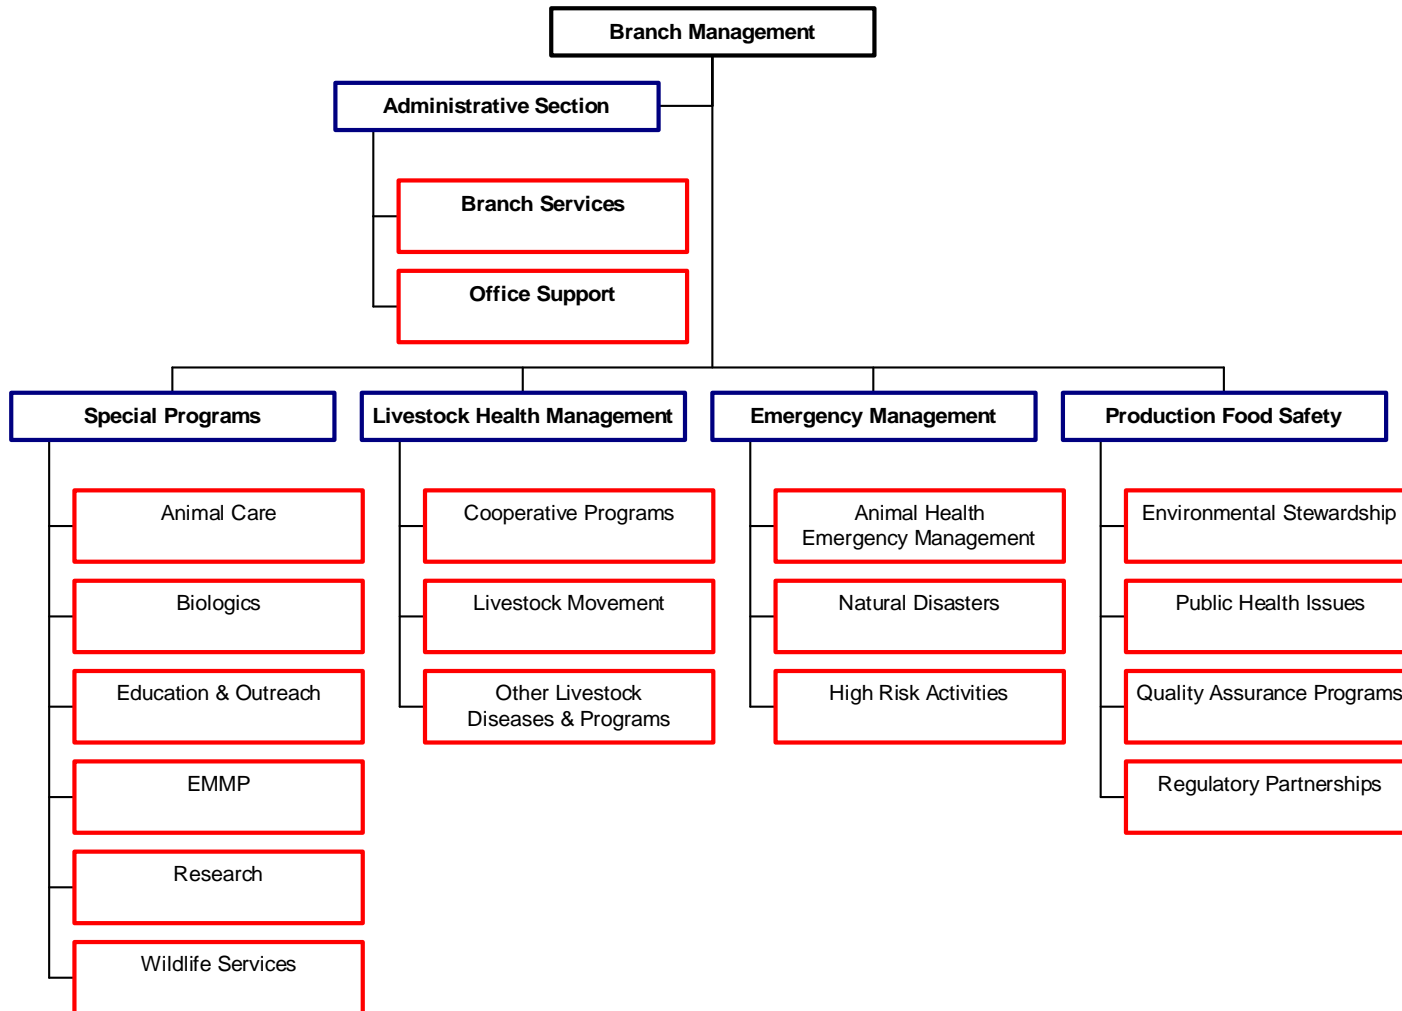 Branch Management
Administrative Section
Branch Services
Office Support
Special Programs
Livestock Health Management
Emergency Management
Production Food Safety
Animal Care
Biologics
Education & Outreach
EMMP
Research
Wildlife Services
Cooperative Programs
Livestock Movement
Other Livestock
Diseases & Programs
Animal Health
Emergency Management
Natural Disasters
High Risk Activities
Environmental Stewardship
Public Health Issues
Quality Assurance Programs
Regulatory Partnerships